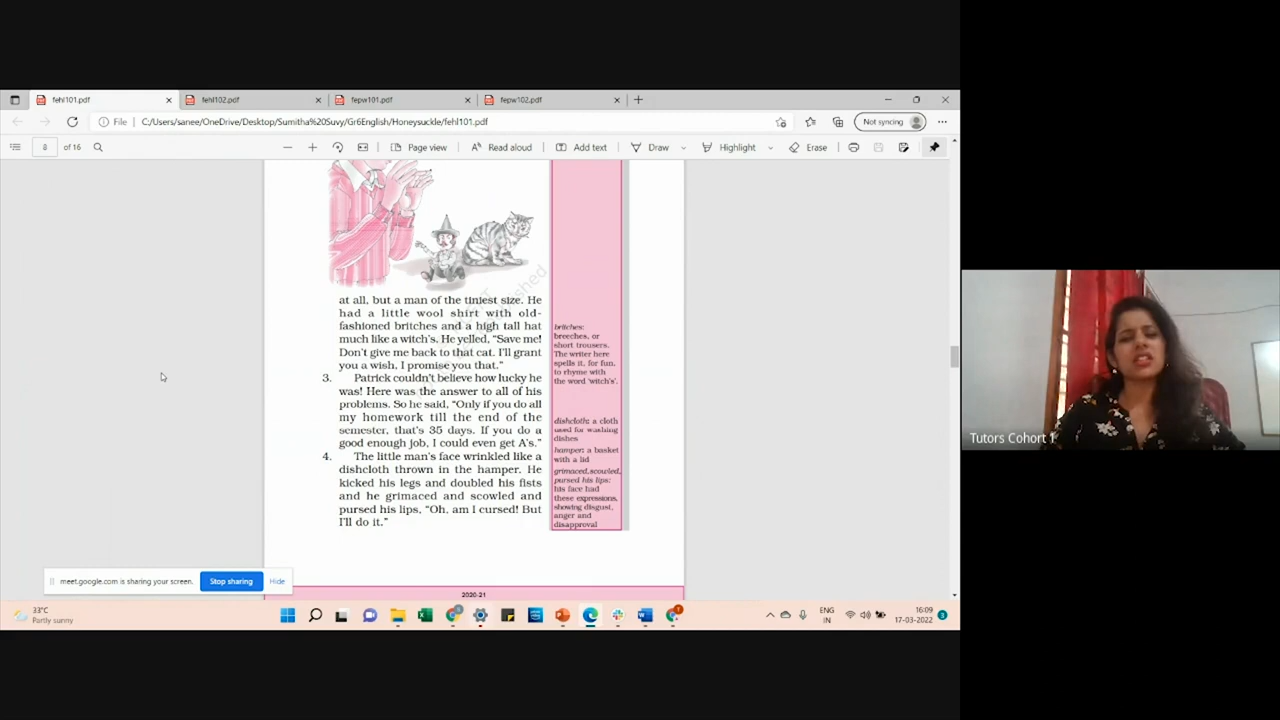 fehl101.pdf
fehl102.pdf
fepw101.pdf
fepw102.pdf
File
C:/Users/sanee/OneDrive/Desktop/Sumitha%20Suvy/Gr6English/Honeysuckle/fehl101.pdf
Not syncing
8 of 16
Page view
Read aloud
Add text
Draw
Highlight
Erase
at all, but a man of the tiniest size. He
had a little wool shirt with old-
fashioned britches and a high tall hat
much like a witch's. He yelled, “Save me!
Don't give me back to that cat. I'll grant
you a wish, I promise you that.”
3. Patrick couldn't believe how lucky he
was! Here was the answer to all of his
problems. So he said, “Only if you do all
my homework till the end of the
semester, that's 35 days. If you do a
good enough job, I could even get A's.”
4. The little man's face wrinkled like a
dishcloth thrown in the hamper. He
kicked his legs and doubled his fists
and he grimaced and scowled and
pursed his lips, “Oh, am I cursed! But
I'll do it.”
britches:
breeches, or
short trousers.
The writer here
spells it, for fun,
to rhyme with
the word ‘witch's’.
dishcloth: a cloth
used for washing
dishes
hamper: a basket
with a lid
grimaced, scowled,
pursed his lips:
his face had
these expressions,
showing disgust,
anger and
disapproval
2020-21
meet.google.com is sharing your screen.
Stop sharing
Hide
33°C
Partly sunny
ENG
IN
16:09
17-03-2022
3
Tutors Cohort 1